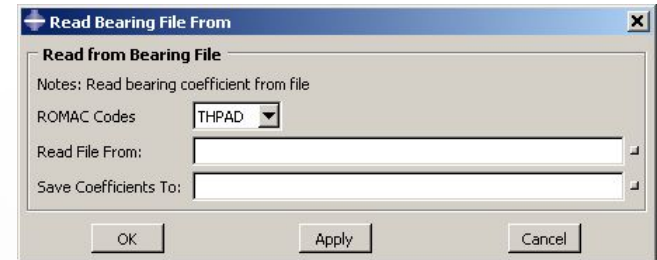 Read Bearing File From
Read from Bearing File
Notes: Read bearing coefficient from file
ROMAC Codes THPAD
Read File From:
Save Coefficients To:
OK Apply Cancel